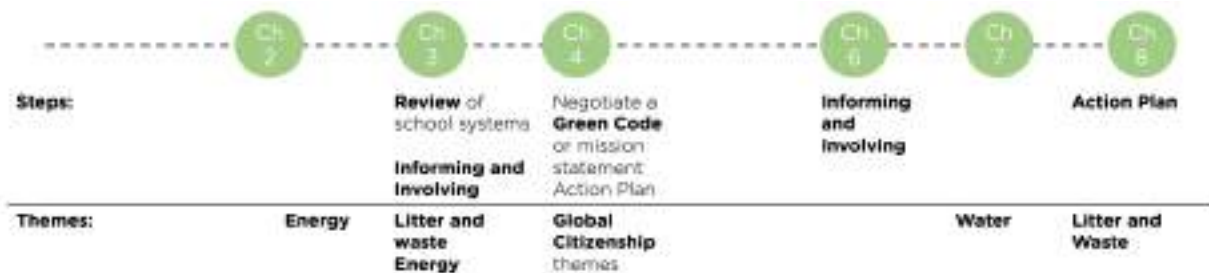 Ch 2
Ch 3
Ch 4
Ch 6
Ch 7
Ch 8
Steps:
Review of
school systems
Informing and
Involving
Negotiate a
Green Code
or mission
statement
Action Plan
Informing
and
Involving
Action Plan
Themes:
Energy
Litter and
waste
Energy
Global
Citizenship
themes
Water
Litter and
Waste